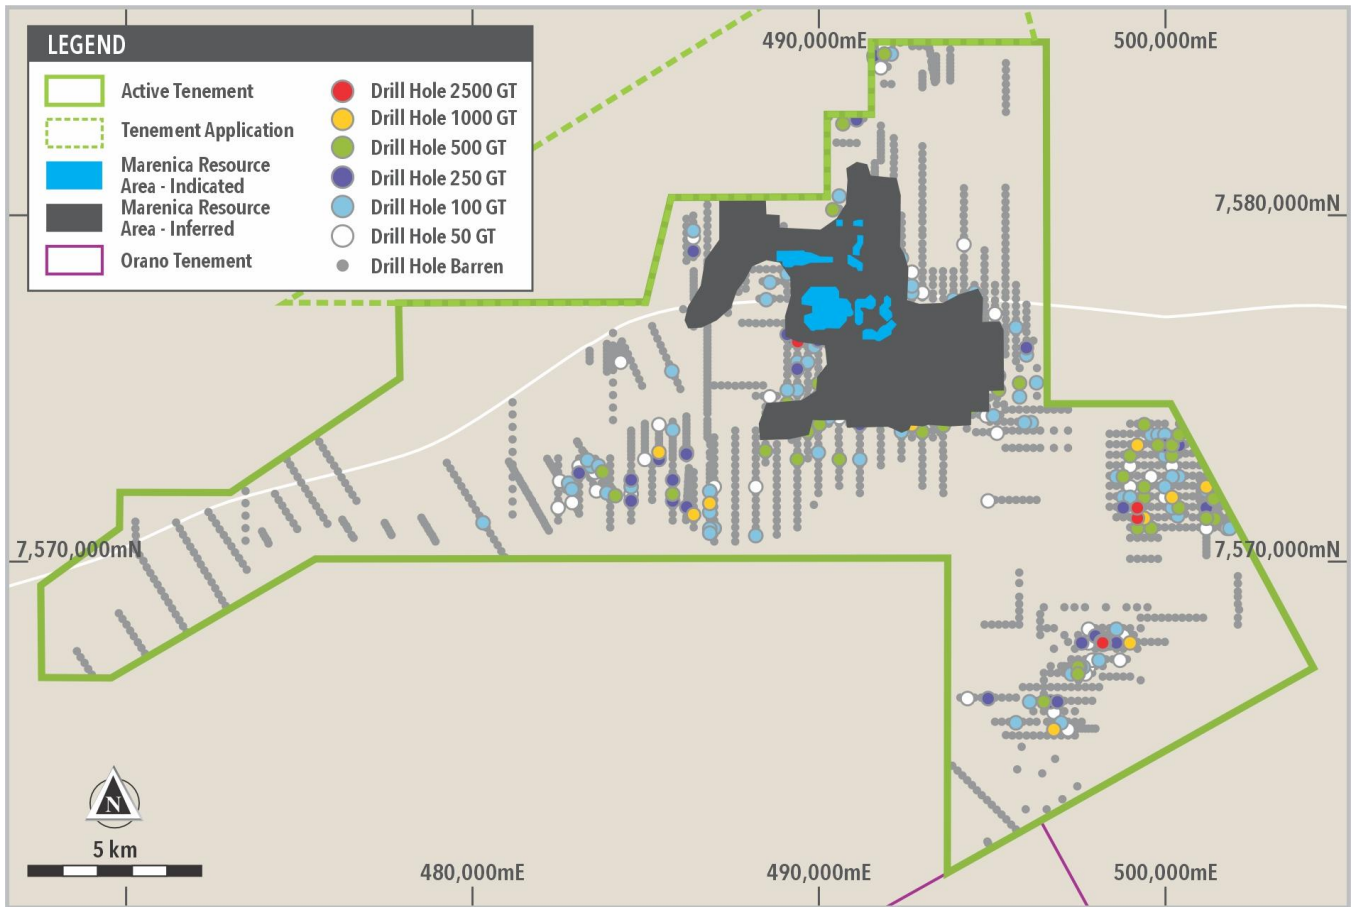 LEGEND
Active Tenement
Tenement Application
Marenica Resource
Area - Indicated
Marenica Resource
Area - Inferred
Orano Tenement
Drill Hole 2500 GT
Drill Hole 1000 GT
Drill Hole 500 GT
Drill Hole 250 GT
Drill Hole 100 GT
Drill Hole 50 GT
Drill Hole Barren
490,000mE
500,000mE
7,580,000mN
7,570,000mN
7,570,000mN
N
5 km
480,000mE
490,000mE
500,000mE